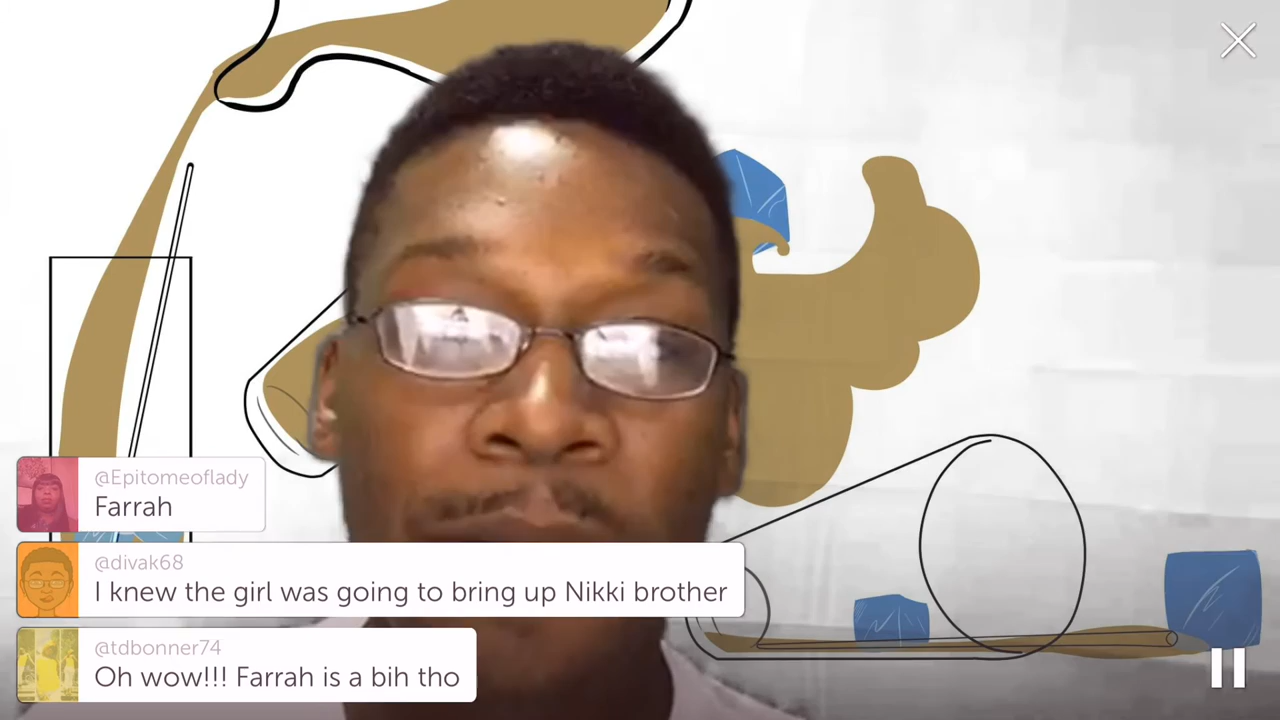 @Epitomeoflady
Farrah
@divak68
I knew the girl was going to bring up Nikki brother
@tdbonner74
Oh wow!!! Farrah is a bih tho